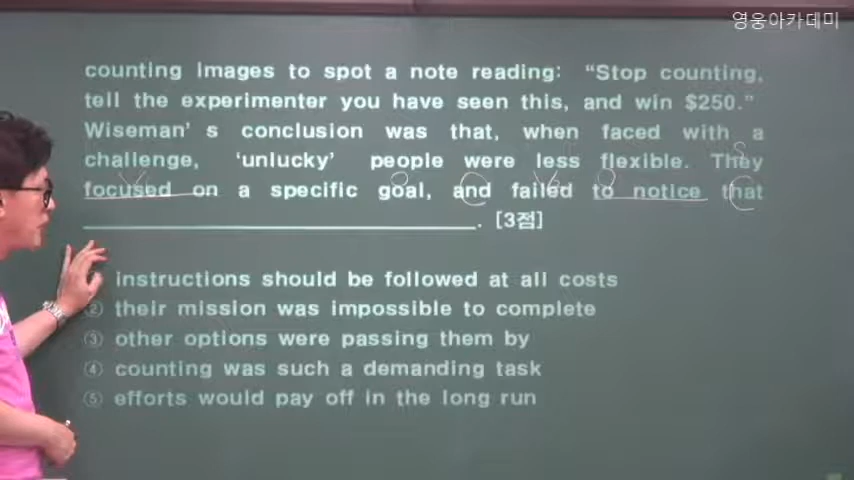 영웅아카데미
counting images to spot a note reading: "Stop counting,
tell the experimenter you have seen this, and win $250."
Wiseman' s conclusion was that, when faced with a
challenge, 'unlucky' people were less flexible. They
focused on a specific goal, and failed to notice that
____________________. [3점]
instructions should be followed at all costs
② their mission was impossible to complete
③ other options were passing them by
④ counting was such a demanding task
⑤ efforts would pay off in the long run